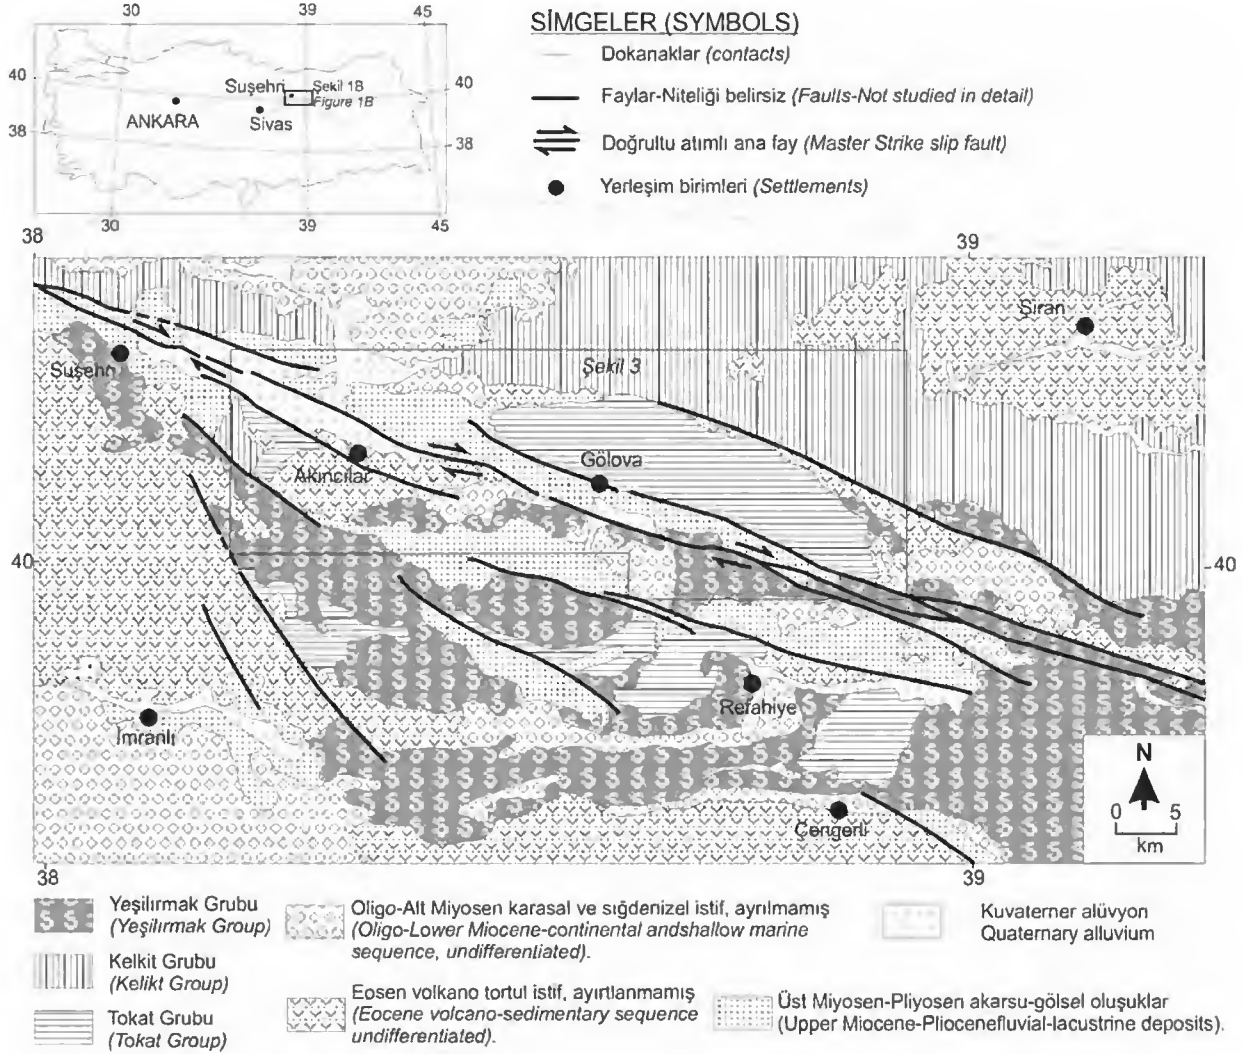 30 39 45
40
38
40
38
Suşehri
Şekil 1B
Figure 1B
ANKARA
Sivas
30 39 45
SİMGELER (SYMBOLS)
Dokanaklar (contacts)
Faylar-Niteliği belirsiz (Faults-Not studied in detail)
Doğrultu atımlı ana fay (Master Strike slip fault)
Yerleşim birimleri (Settlements)
38
39
Şiran
Suşehri
Şekil 3
Gölova
Akıncılar
40
40
Refahiye
İmranlı
Çengerli
N
0 5
km
38
39
Yeşilırmak Grubu
(Yeşilırmak Group)
Kelkit Grubu
(Kelikt Group)
Tokat Grubu
(Tokat Group)
Oligo-Alt Miyosen karasal ve sığdenizel istif, ayrılmamış
(Oligo-Lower Miocene-continental andshallow marine
sequence, undifferentiated).
Eosen volkano tortul istif, ayırtlanmamış
(Eocene volcano-sedimentary sequence
undifferentiated).
Kuvaterner alüvyon
Quaternary alluvium
Üst Miyosen-Pliyosen akarsu-gölsel oluşuklar
(Upper Miocene-Pliocenefluvial-lacustrine deposits).